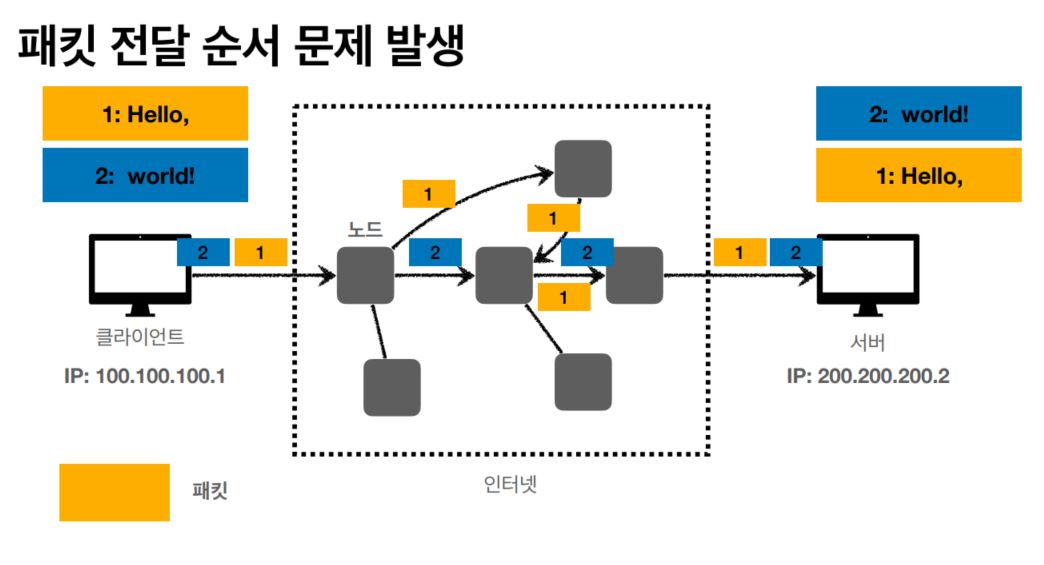 패킷 전달 순서 문제 발생
1: Hello,
2: world!
2: world!
1: Hello,
1
1
노드
2
1
2
2
1
2
1
클라이언트
서버
IP: 100.100.100.1
IP: 200.200.200.2
패킷
인터넷